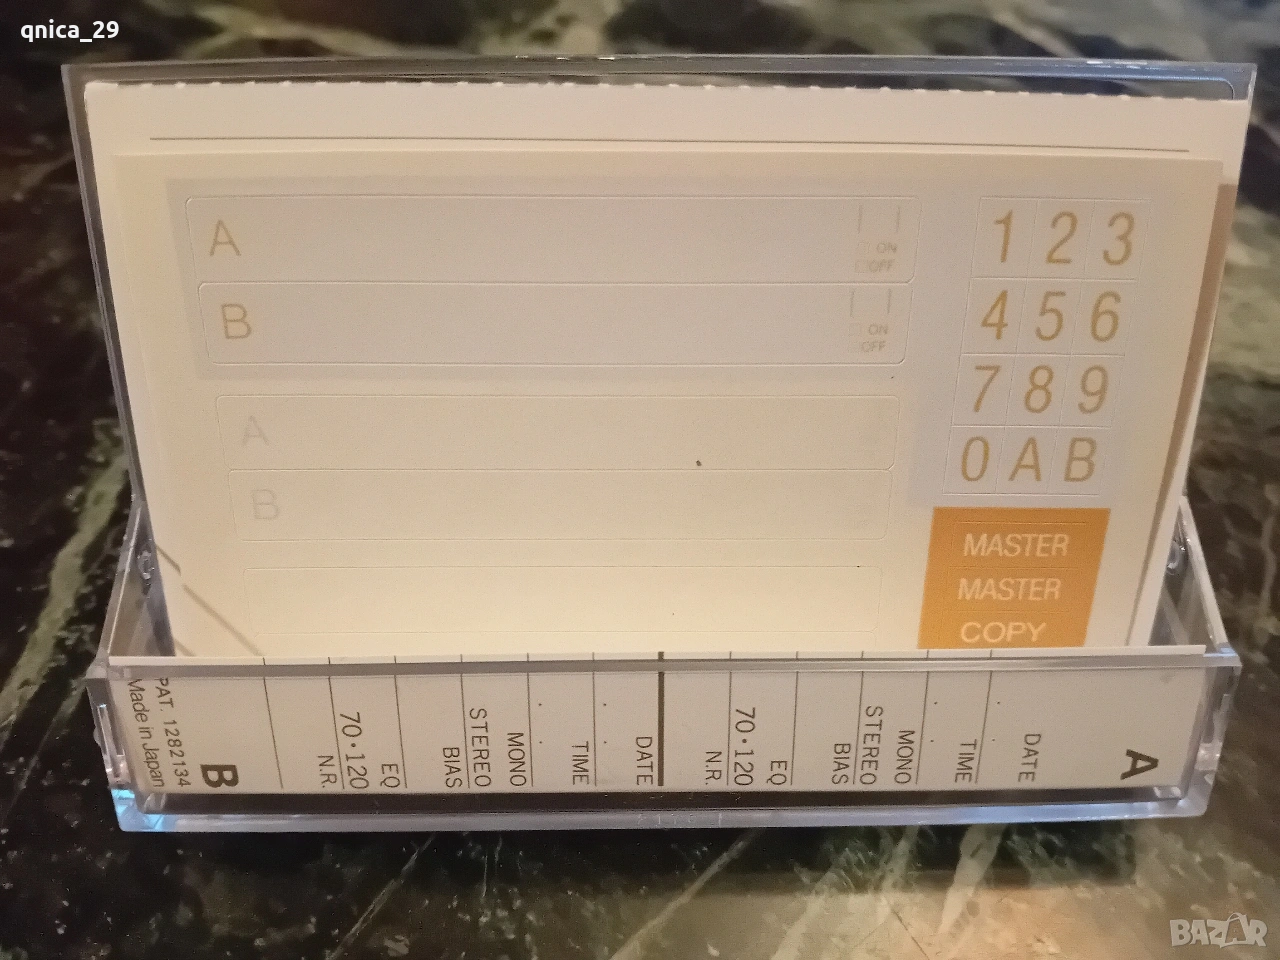 qnica_29
A
ON
OFF
B
ON
OFF
A
B
1 2 3
4 5 6
7 8 9
0 A B
MASTER
MASTER
COPY
A
DATE
TIME
MONO
STEREO
BIAS
EQ
70·120
N.R.
DATE
TIME
MONO
STEREO
BIAS
EQ
70·120
N.R.
B
PAT. 1282134
Made in Japan
BAZAR